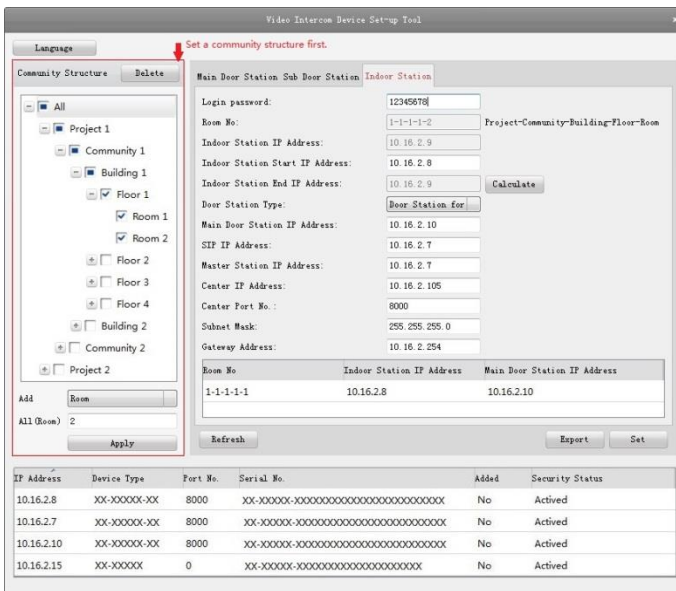 Video Intercom Device Set-up Tool
Language
Set a community structure first.
Community Structure
Delete
All
Project 1
Community 1
Building 1
Floor 1
Room 1
Room 2
Floor 2
Floor 3
Floor 4
Building 2
Community 2
Project 2
Add Room
All(Room) 2
Apply
Main Door Station Sub Door Station Indoor Station
Login password: 12345678
Room No: 1-1-1-1-2 Project-Community-Building-Floor-Room
Indoor Station IP Address: 10.16.2.9
Indoor Station Start IP Address: 10.16.2.8
Indoor Station End IP Address: 10.16.2.9 Calculate
Door Station Type: Door Station for
Main Door Station IP Address: 10.16.2.10
SIP IP Address: 10.16.2.7
Master Station IP Address: 10.16.2.7
Center IP Address: 10.16.2.105
Center Port No.: 8000
Subnet Mask: 255.255.255.0
Gateway Address: 10.16.2.254
Room No Indoor Station IP Address Main Door Station IP Address
1-1-1-1-1 10.16.2.8 10.16.2.10
Refresh Export Set
IP Address Device Type Port No. Serial No. Added Security Status
10.16.2.8 XX-XXXXX-XX 8000 XX-XXXXX-XXXXXXXXXXXXXXXXXXXXXXXX No Actived
10.16.2.7 XX-XXXXX-XX 8000 XX-XXXXX-XXXXXXXXXXXXXXXXXXXXXXXX No Actived
10.16.2.10 XX-XXXXX-XX 8000 XX-XXXXX-XXXXXXXXXXXXXXXXXXXXXXXX No Actived
10.16.2.15 XX-XXXXX 0 XX-XXXXX-XXXXXXXXXXXXXXXXXXXX No Actived